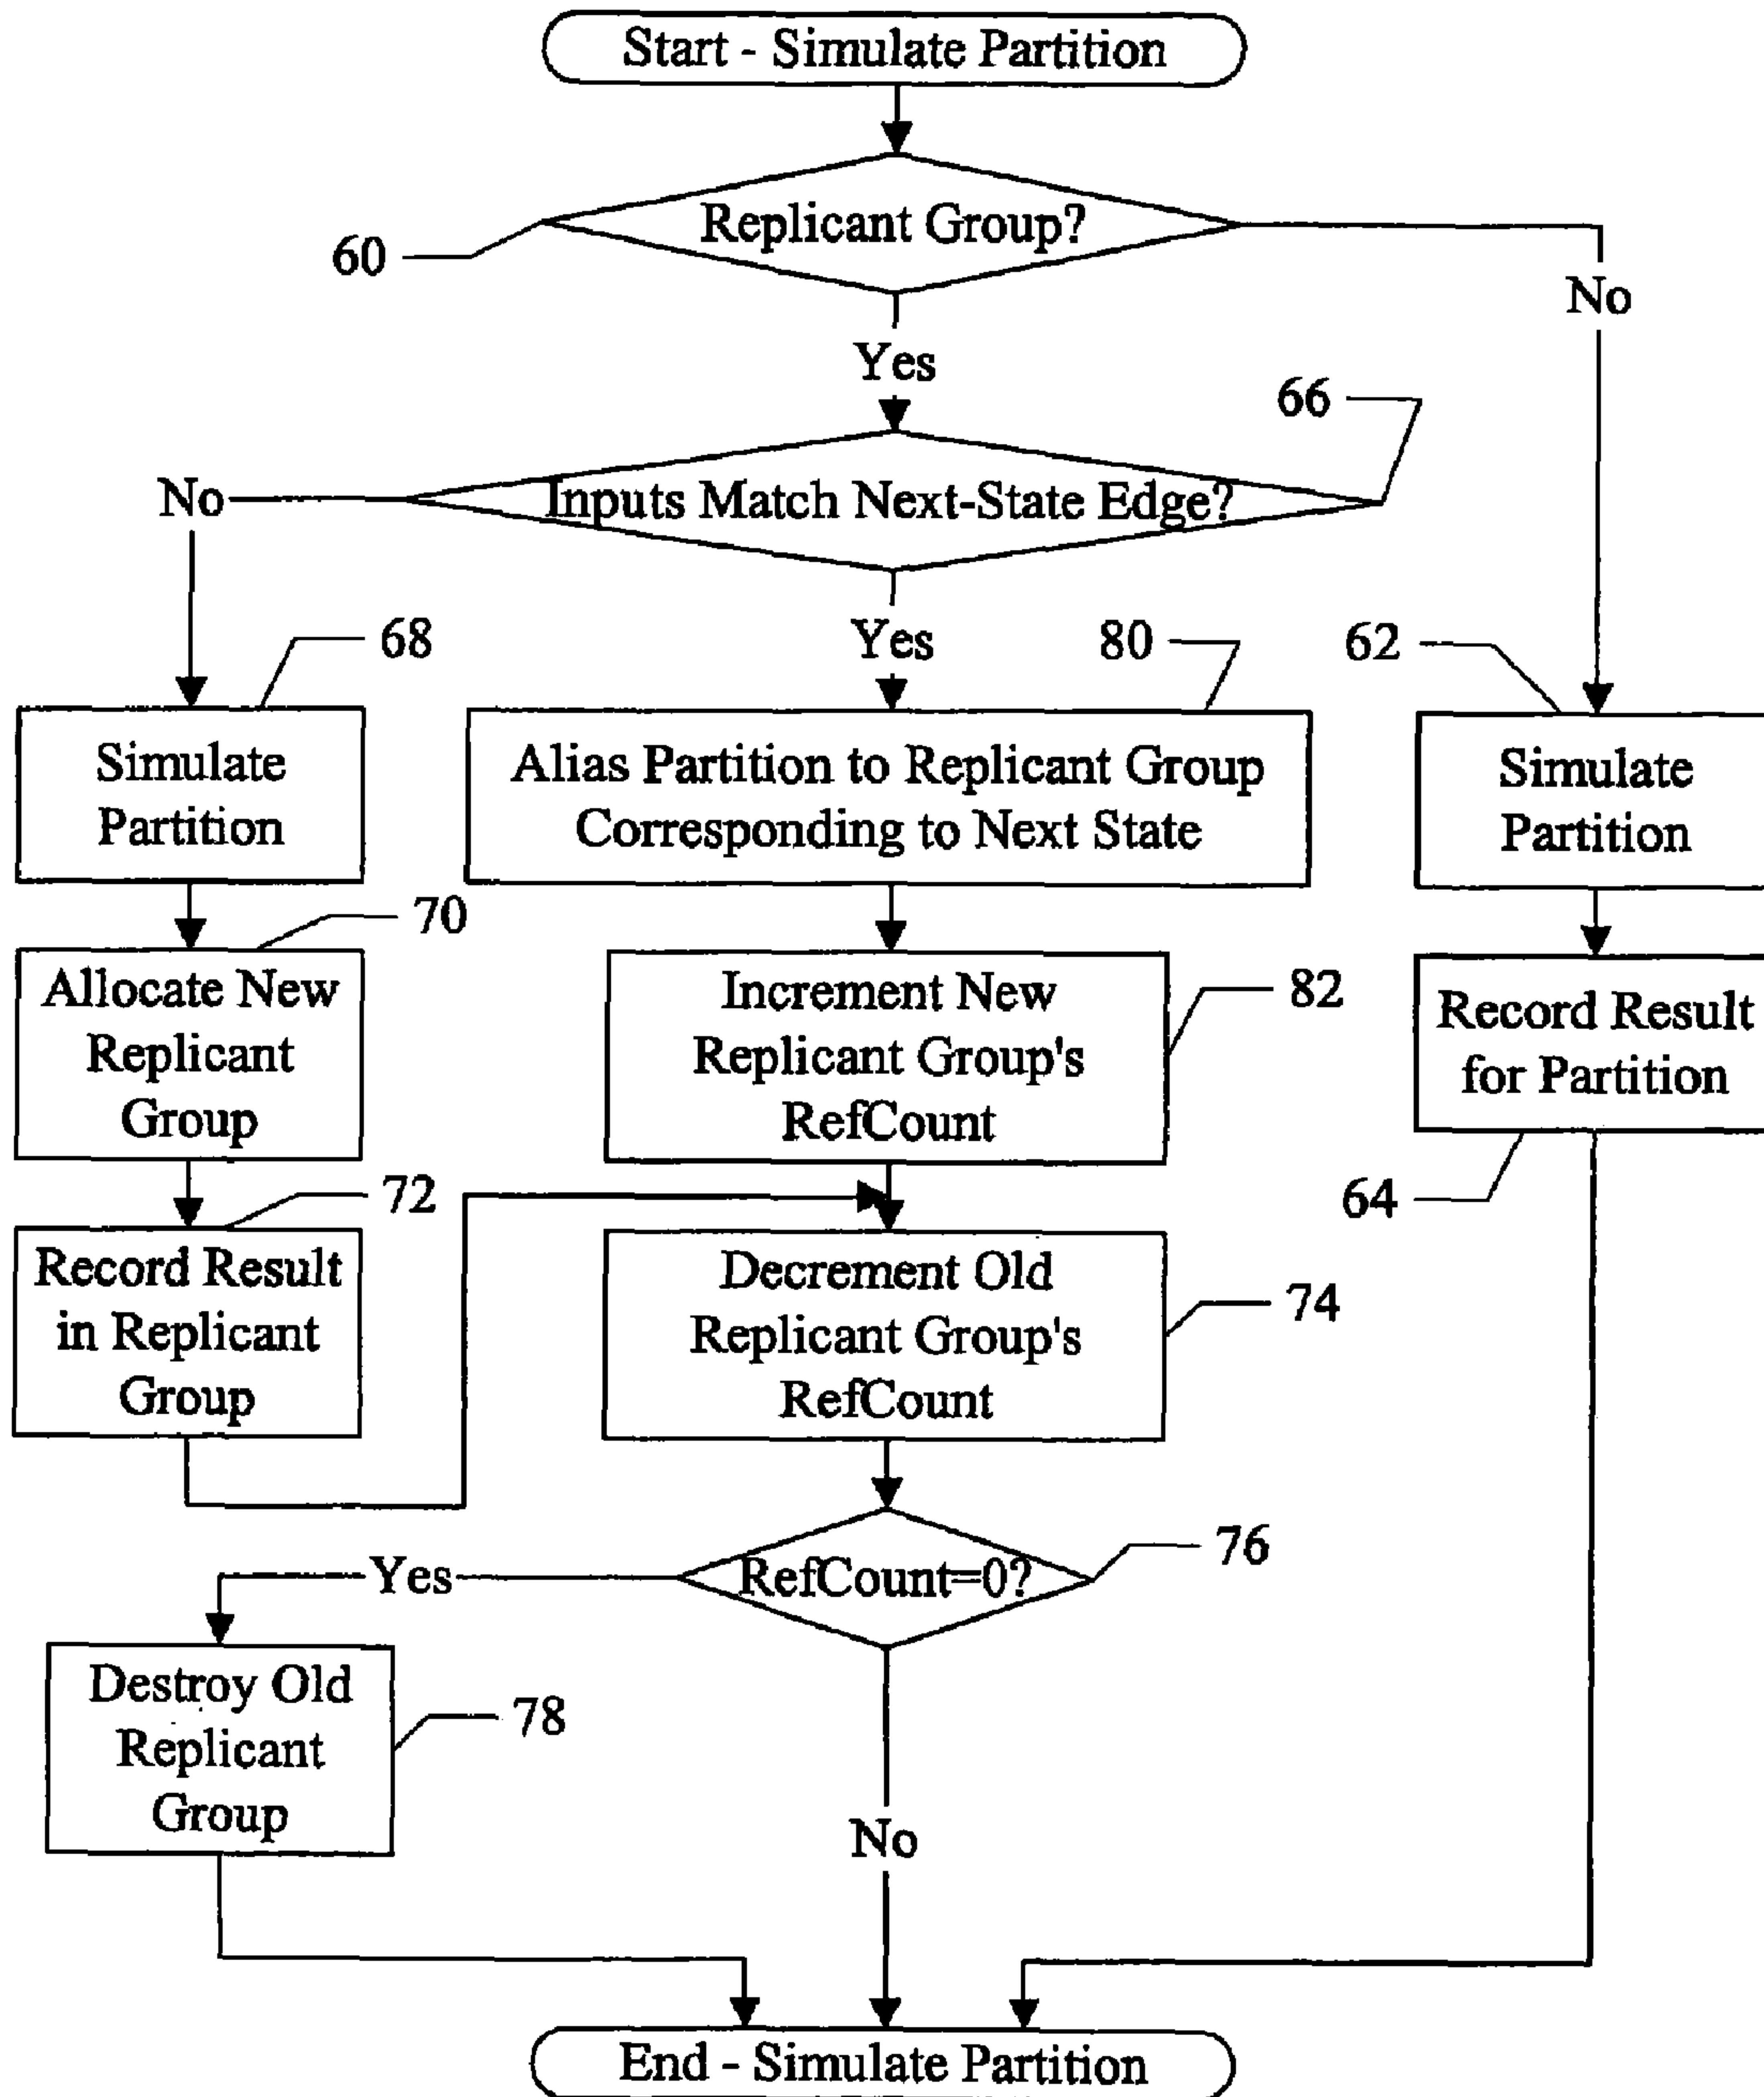 Start - Simulate Partition
Replicant Group?
60
No
Yes
66
Inputs Match Next-State Edge?
No
Yes
68
80
62
Simulate
Partition
Alias Partition to Replicant Group
Corresponding to Next State
Simulate
Partition
70
Allocate New
Replicant
Group
Increment New
Replicant Group's
RefCount
82
Record Result
for Partition
64
72
Record Result
in Replicant
Group
Decrement Old
Replicant Group's
RefCount
74
RefCount=0?
76
Yes
Destroy Old
Replicant
Group
78
No
End - Simulate Partition